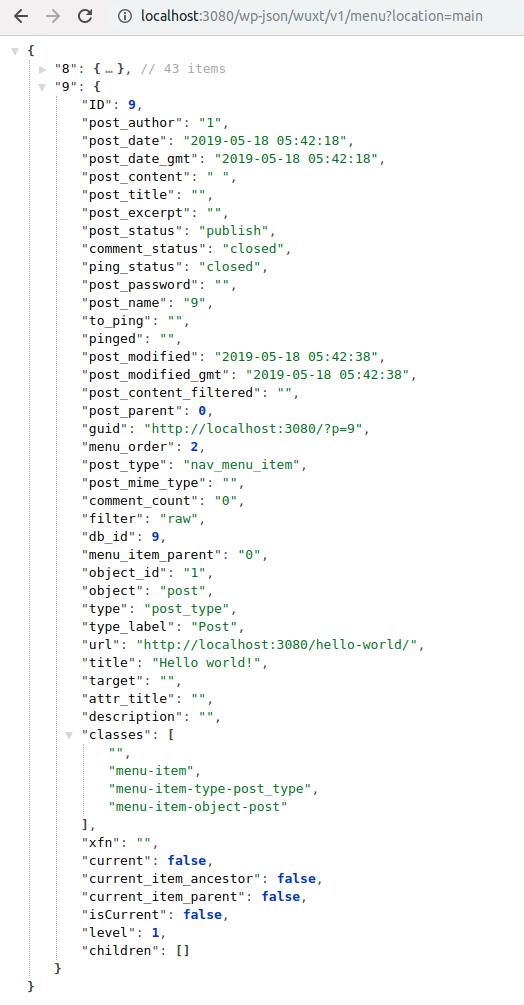 localhost:3080/wp-json/wuxt/v1/menu?location=main
{
"8": { … }, // 43 items
"9": {
"ID": 9,
"post_author": "1",
"post_date": "2019-05-18 05:42:18",
"post_date_gmt": "2019-05-18 05:42:18",
"post_content": " ",
"post_title": "",
"post_excerpt": "",
"post_status": "publish",
"comment_status": "closed",
"ping_status": "closed",
"post_password": "",
"post_name": "9",
"to_ping": "",
"pinged": "",
"post_modified": "2019-05-18 05:42:38",
"post_modified_gmt": "2019-05-18 05:42:38",
"post_content_filtered": "",
"post_parent": 0,
"guid": "http://localhost:3080/?p=9",
"menu_order": 2,
"post_type": "nav_menu_item",
"post_mime_type": "",
"comment_count": "0",
"filter": "raw",
"db_id": 9,
"menu_item_parent": "0",
"object_id": "1",
"object": "post",
"type": "post_type",
"type_label": "Post",
"url": "http://localhost:3080/hello-world/",
"title": "Hello world!",
"target": "",
"attr_title": "",
"description": "",
"classes": [
"",
"menu-item",
"menu-item-type-post_type",
"menu-item-object-post"
],
"xfn": "",
"current": false,
"current_item_ancestor": false,
"current_item_parent": false,
"isCurrent": false,
"level": 1,
"children": []
}
}